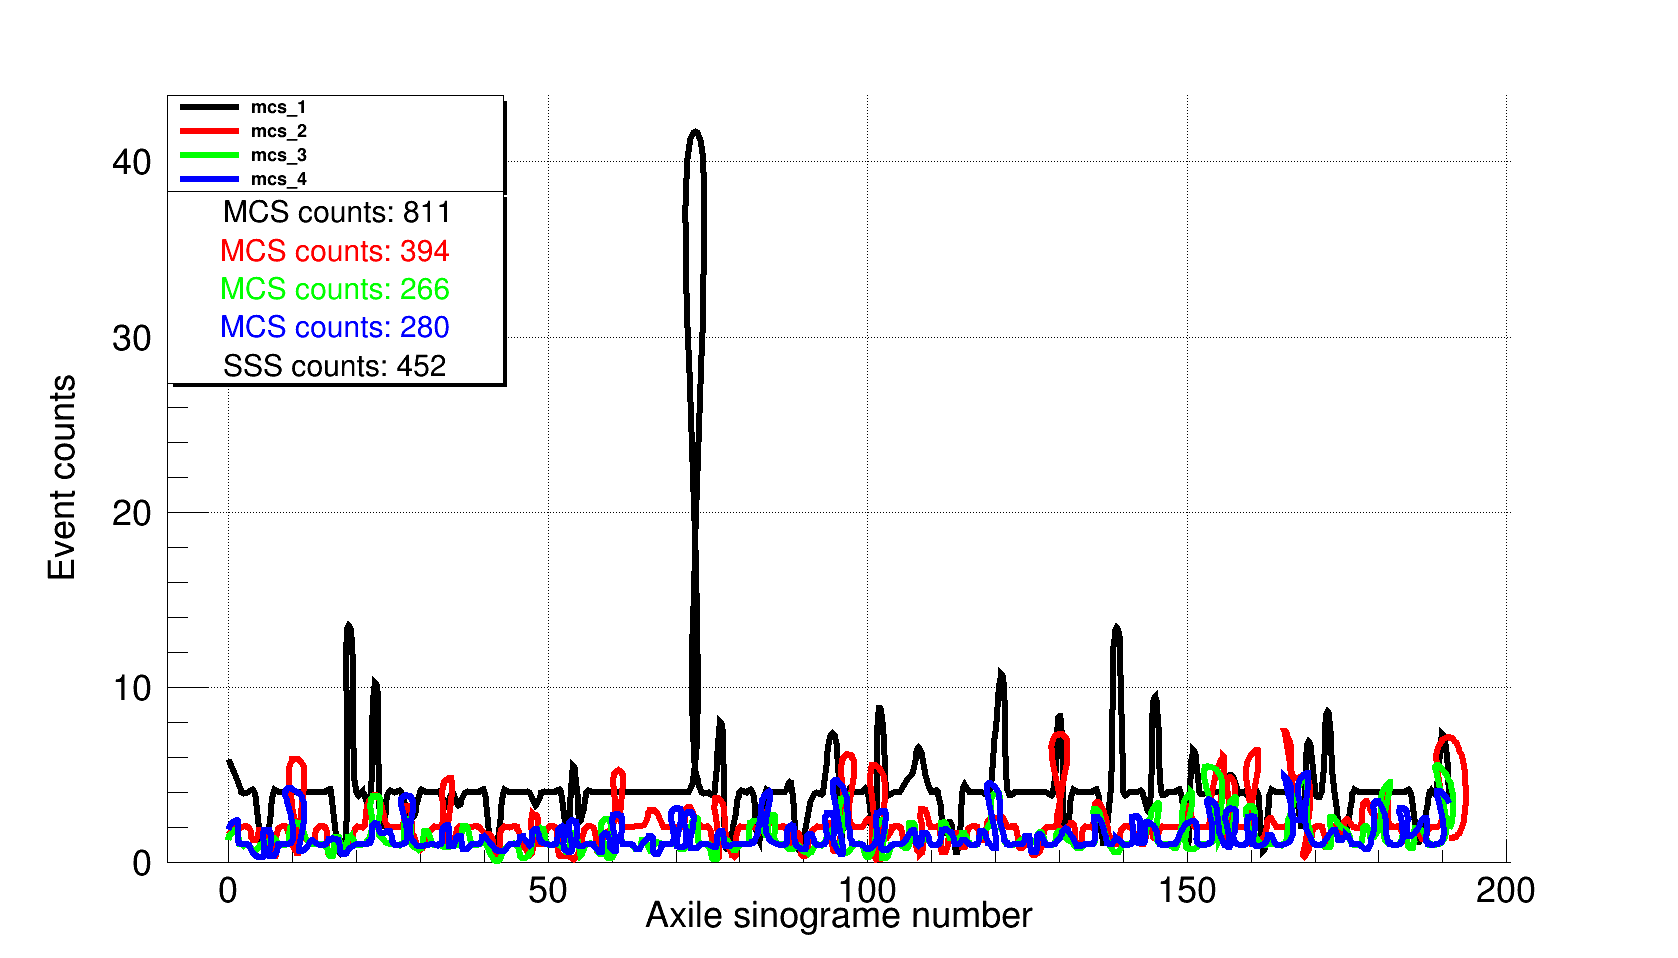 mcs_1
mcs_2
mcs_3
mcs_4
MCS counts: 811
MCS counts: 394
MCS counts: 266
MCS counts: 280
SSS counts: 452
Event counts
40
30
20
10
0
0 50 100 150 200
Axile sinograme number